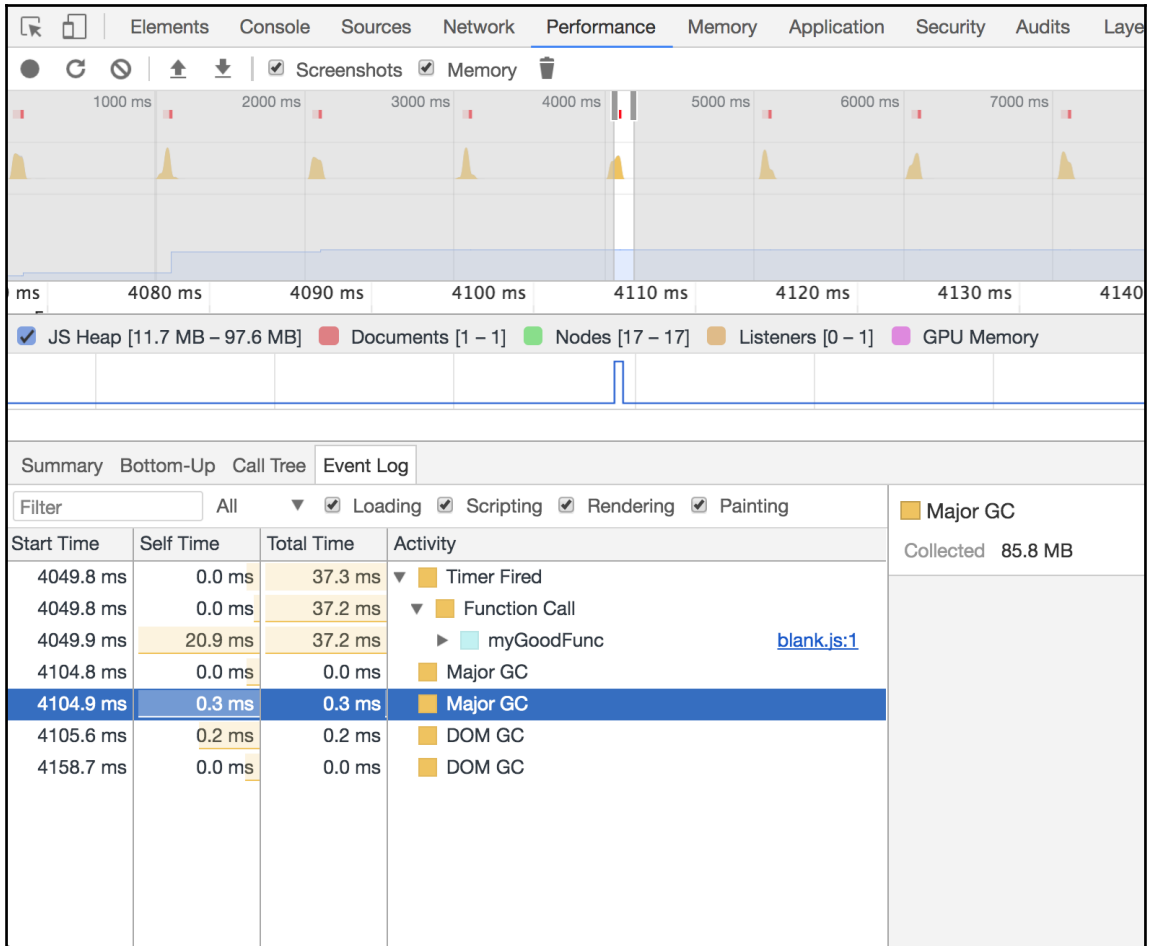 Elements Console Sources Network Performance Memory Application Security Audits Laye
Screenshots Memory
1000 ms 2000 ms 3000 ms 4000 ms 5000 ms 6000 ms 7000 ms
ms 4080 ms 4090 ms 4100 ms 4110 ms 4120 ms 4130 ms 4140
JS Heap [11.7 MB – 97.6 MB] Documents [1 – 1] Nodes [17 – 17] Listeners [0 – 1] GPU Memory
Summary Bottom-Up Call Tree Event Log
Filter All ▼ Loading Scripting Rendering Painting
Major GC
Collected 85.8 MB
Start Time Self Time Total Time Activity
4049.8 ms 0.0 ms 37.3 ms ▼ Timer Fired
4049.8 ms 0.0 ms 37.2 ms ▼ Function Call
4049.9 ms 20.9 ms 37.2 ms ▶ myGoodFunc blank.js:1
4104.8 ms 0.0 ms 0.0 ms Major GC
4104.9 ms 0.3 ms 0.3 ms Major GC
4105.6 ms 0.2 ms 0.2 ms DOM GC
4158.7 ms 0.0 ms 0.0 ms DOM GC